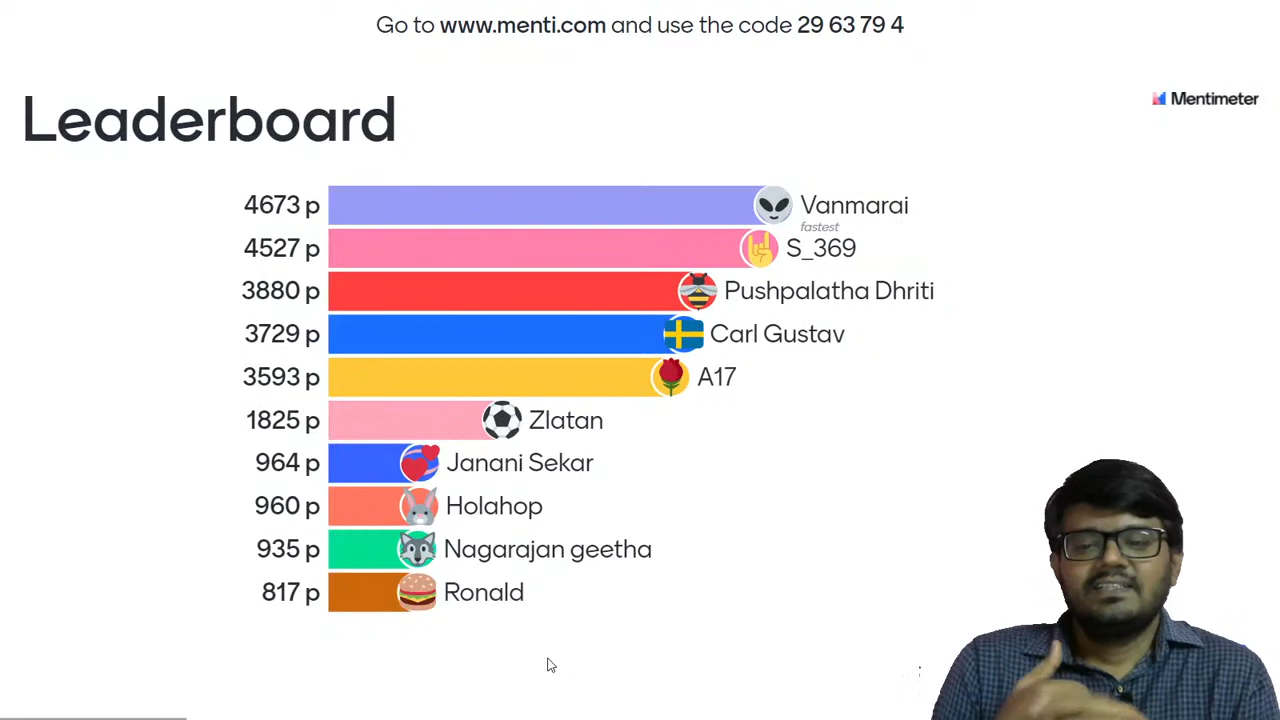 Go to www.menti.com and use the code 29 63 79 4
Leaderboard
Mentimeter
4673 p Vanmarai
fastest
4527 p S_369
3880 p Pushpalatha Dhriti
3729 p Carl Gustav
3593 p A17
1825 p Zlatan
964 p Janani Sekar
960 p Holahop
935 p Nagarajan geetha
817 p Ronald